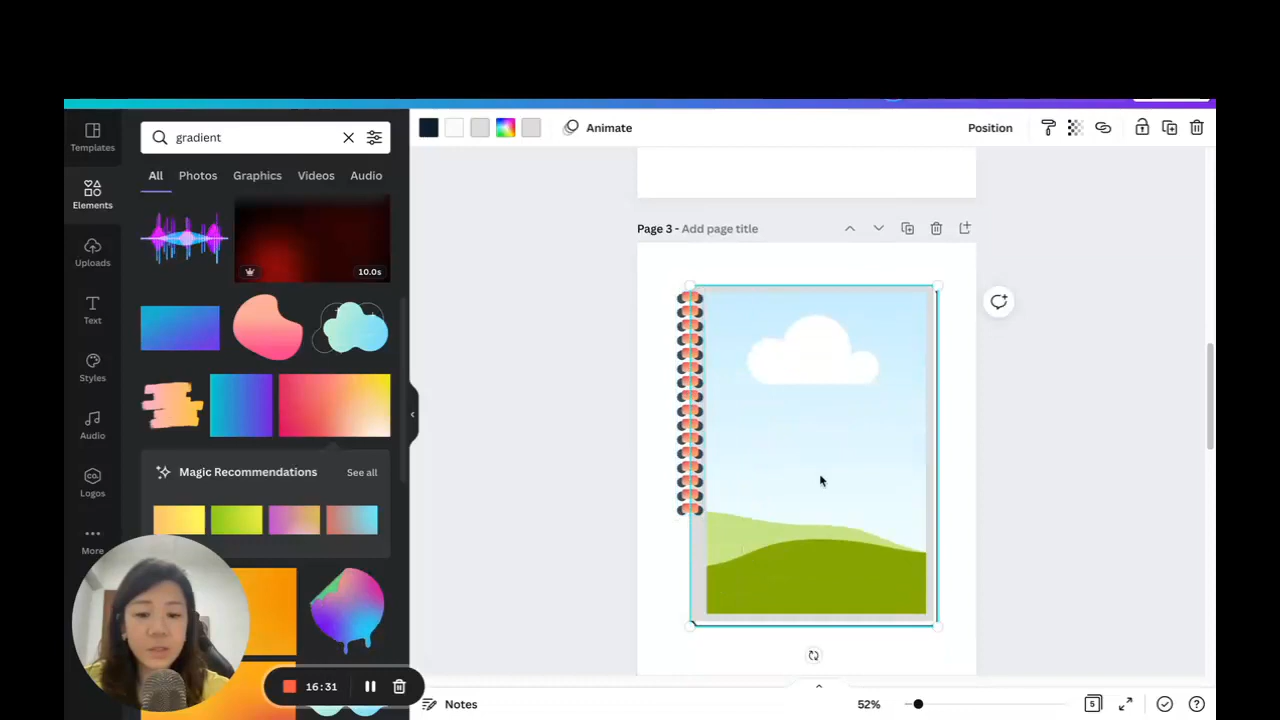 Templates
Elements
Uploads
Text
Styles
Audio
co.
Logos
More
gradient
All Photos Graphics Videos Audio
10.0s
Magic Recommendations See all
16:31
Animate
Position
Page 3 - Add page title
Notes
52%
5